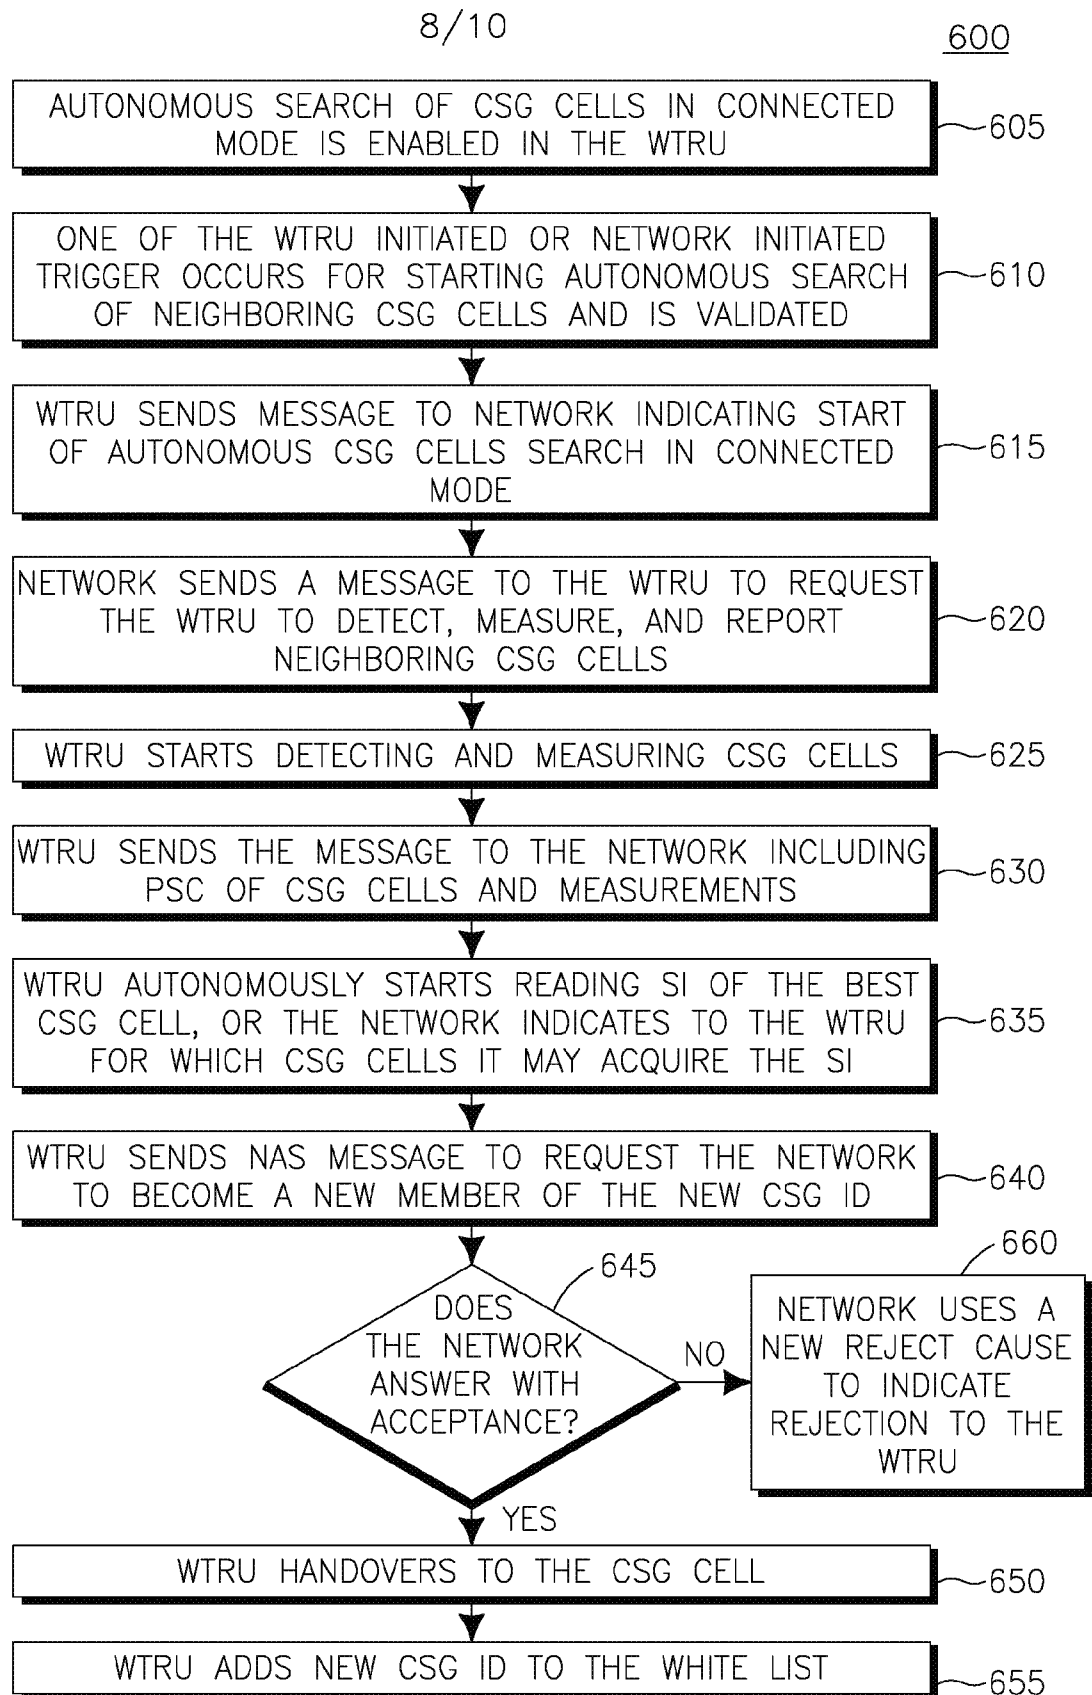 8/10
600
AUTONOMOUS SEARCH OF CSG CELLS IN CONNECTED
MODE IS ENABLED IN THE WTRU
605
ONE OF THE WTRU INITIATED OR NETWORK INITIATED
TRIGGER OCCURS FOR STARTING AUTONOMOUS SEARCH
OF NEIGHBORING CSG CELLS AND IS VALIDATED
610
WTRU SENDS MESSAGE TO NETWORK INDICATING START
OF AUTONOMOUS CSG CELLS SEARCH IN CONNECTED
MODE
615
NETWORK SENDS A MESSAGE TO THE WTRU TO REQUEST
THE WTRU TO DETECT, MEASURE, AND REPORT
NEIGHBORING CSG CELLS
620
WTRU STARTS DETECTING AND MEASURING CSG CELLS
625
WTRU SENDS THE MESSAGE TO THE NETWORK INCLUDING
PSC OF CSG CELLS AND MEASUREMENTS
630
WTRU AUTONOMOUSLY STARTS READING SI OF THE BEST
CSG CELL, OR THE NETWORK INDICATES TO THE WTRU
FOR WHICH CSG CELLS IT MAY ACQUIRE THE SI
635
WTRU SENDS NAS MESSAGE TO REQUEST THE NETWORK
TO BECOME A NEW MEMBER OF THE NEW CSG ID
640
DOES
THE NETWORK
ANSWER WITH
ACCEPTANCE?
645
NO
660
NETWORK USES A
NEW REJECT CAUSE
TO INDICATE
REJECTION TO THE
WTRU
YES
WTRU HANDOVERS TO THE CSG CELL
650
WTRU ADDS NEW CSG ID TO THE WHITE LIST
655